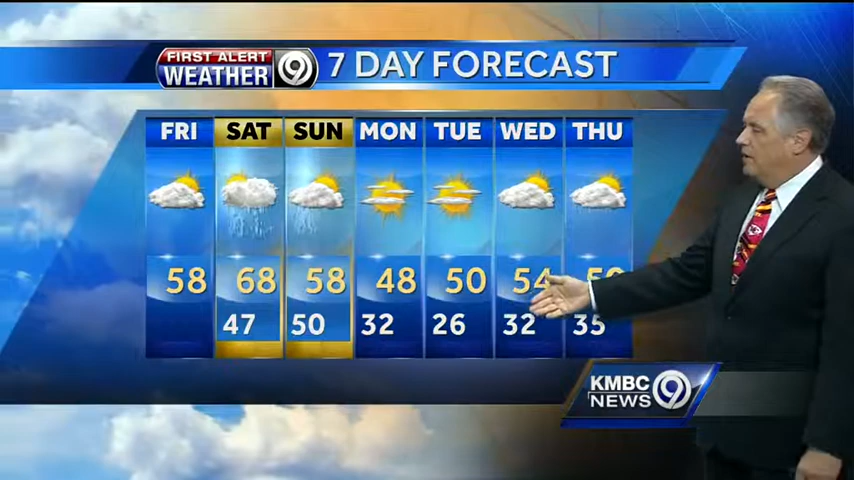 FIRST ALERT
WEATHER 9
7 DAY FORECAST
FRI SAT SUN MON TUE WED THU
58 68 58 48 50 54
47 50 32 26 32 35
KMBC 9
NEWS